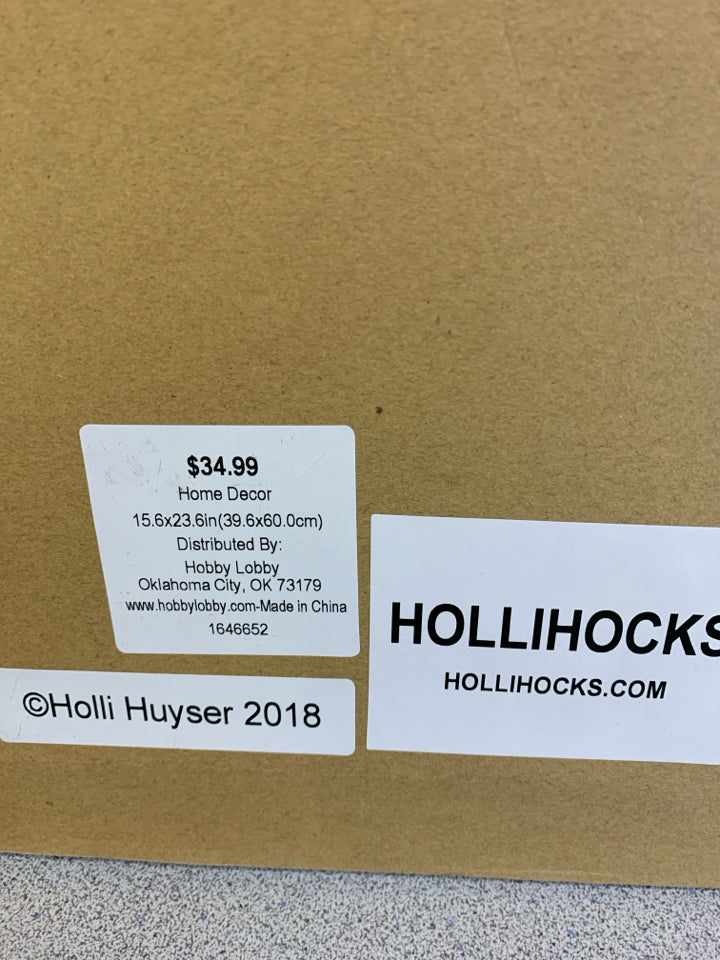 $34.99
Home Decor
15.6x23.6in(39.6x60.0cm)
Distributed By:
Hobby Lobby
Oklahoma City, OK 73179
www.hobbylobby.com-Made in China
1646652
©Holli Huyser 2018
HOLLIHOCKS
HOLLIHOCKS.COM